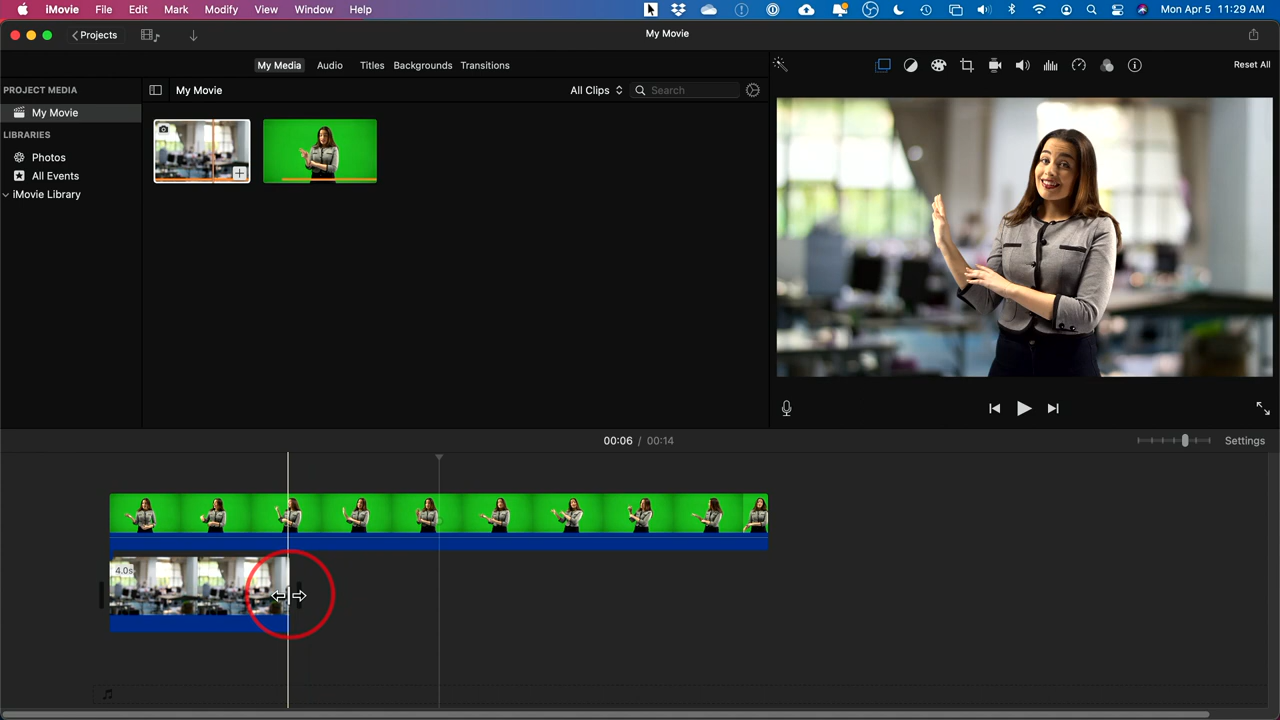 iMovie File Edit Mark Modify View Window Help Mon Apr 5 11:29 AM
Projects My Movie
My Media Audio Titles Backgrounds Transitions Reset All
PROJECT MEDIA My Movie All Clips Search
My Movie
LIBRARIES
Photos
All Events
iMovie Library
00:06 / 00:14 Settings
4.0s